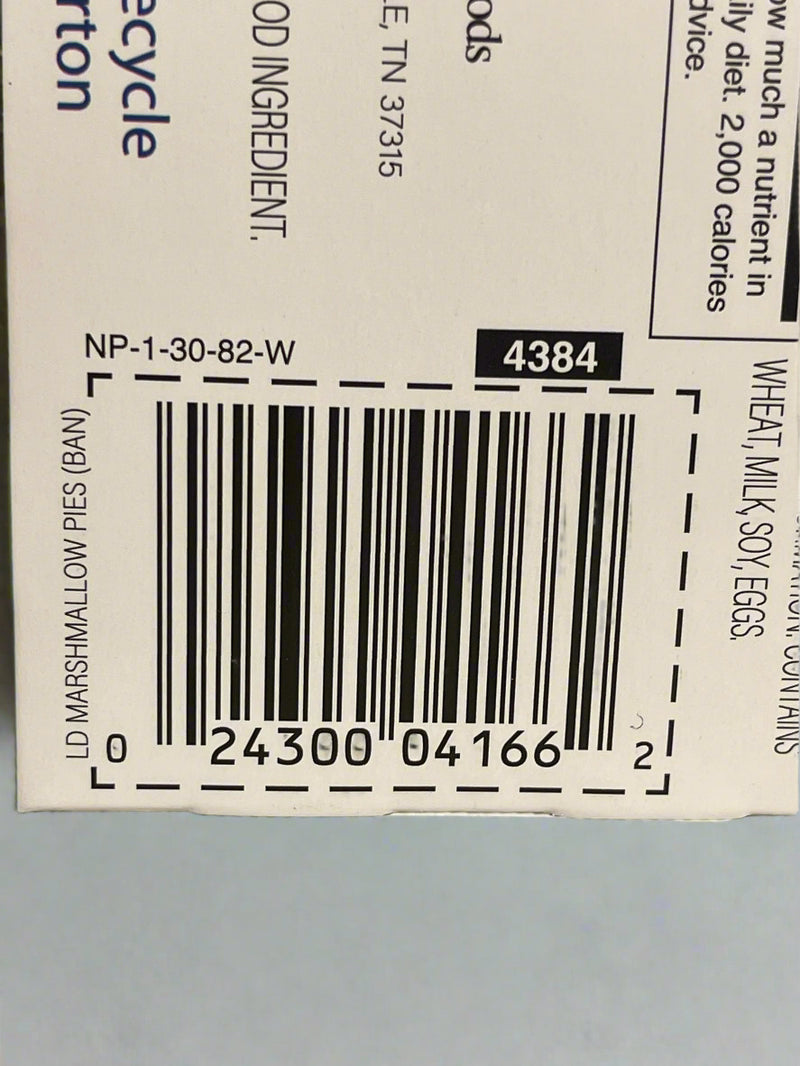 ow much a nutrient in
ily diet. 2,000 calories
dvice.
WHEAT, MILK, SOY, EGGS.
CONTAINS
ods
E, TN 37315
OD INGREDIENT.
ecycle
rton
NP-1-30-82-W
4384
LD MARSHMALLOW PIES (BAN)
0 24300 04166 2